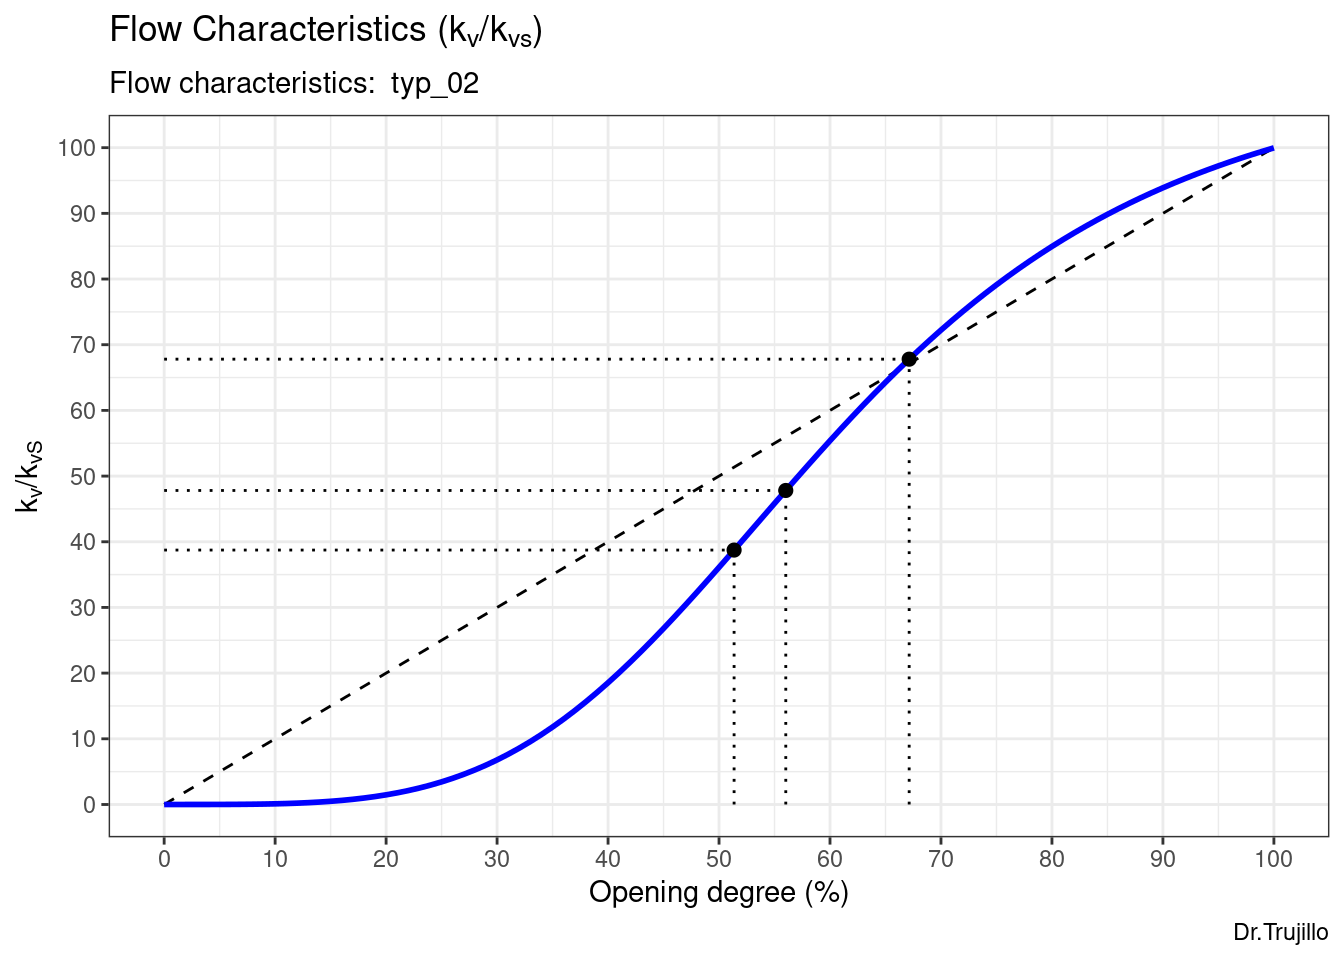 Flow Characteristics (kv/kvs)
Flow characteristics:  typ_02
100
90
80
70
60
50
40
30
20
10
0
kv/kvS
0 10 20 30 40 50 60 70 80 90 100
Opening degree (%)
Dr.Trujillo